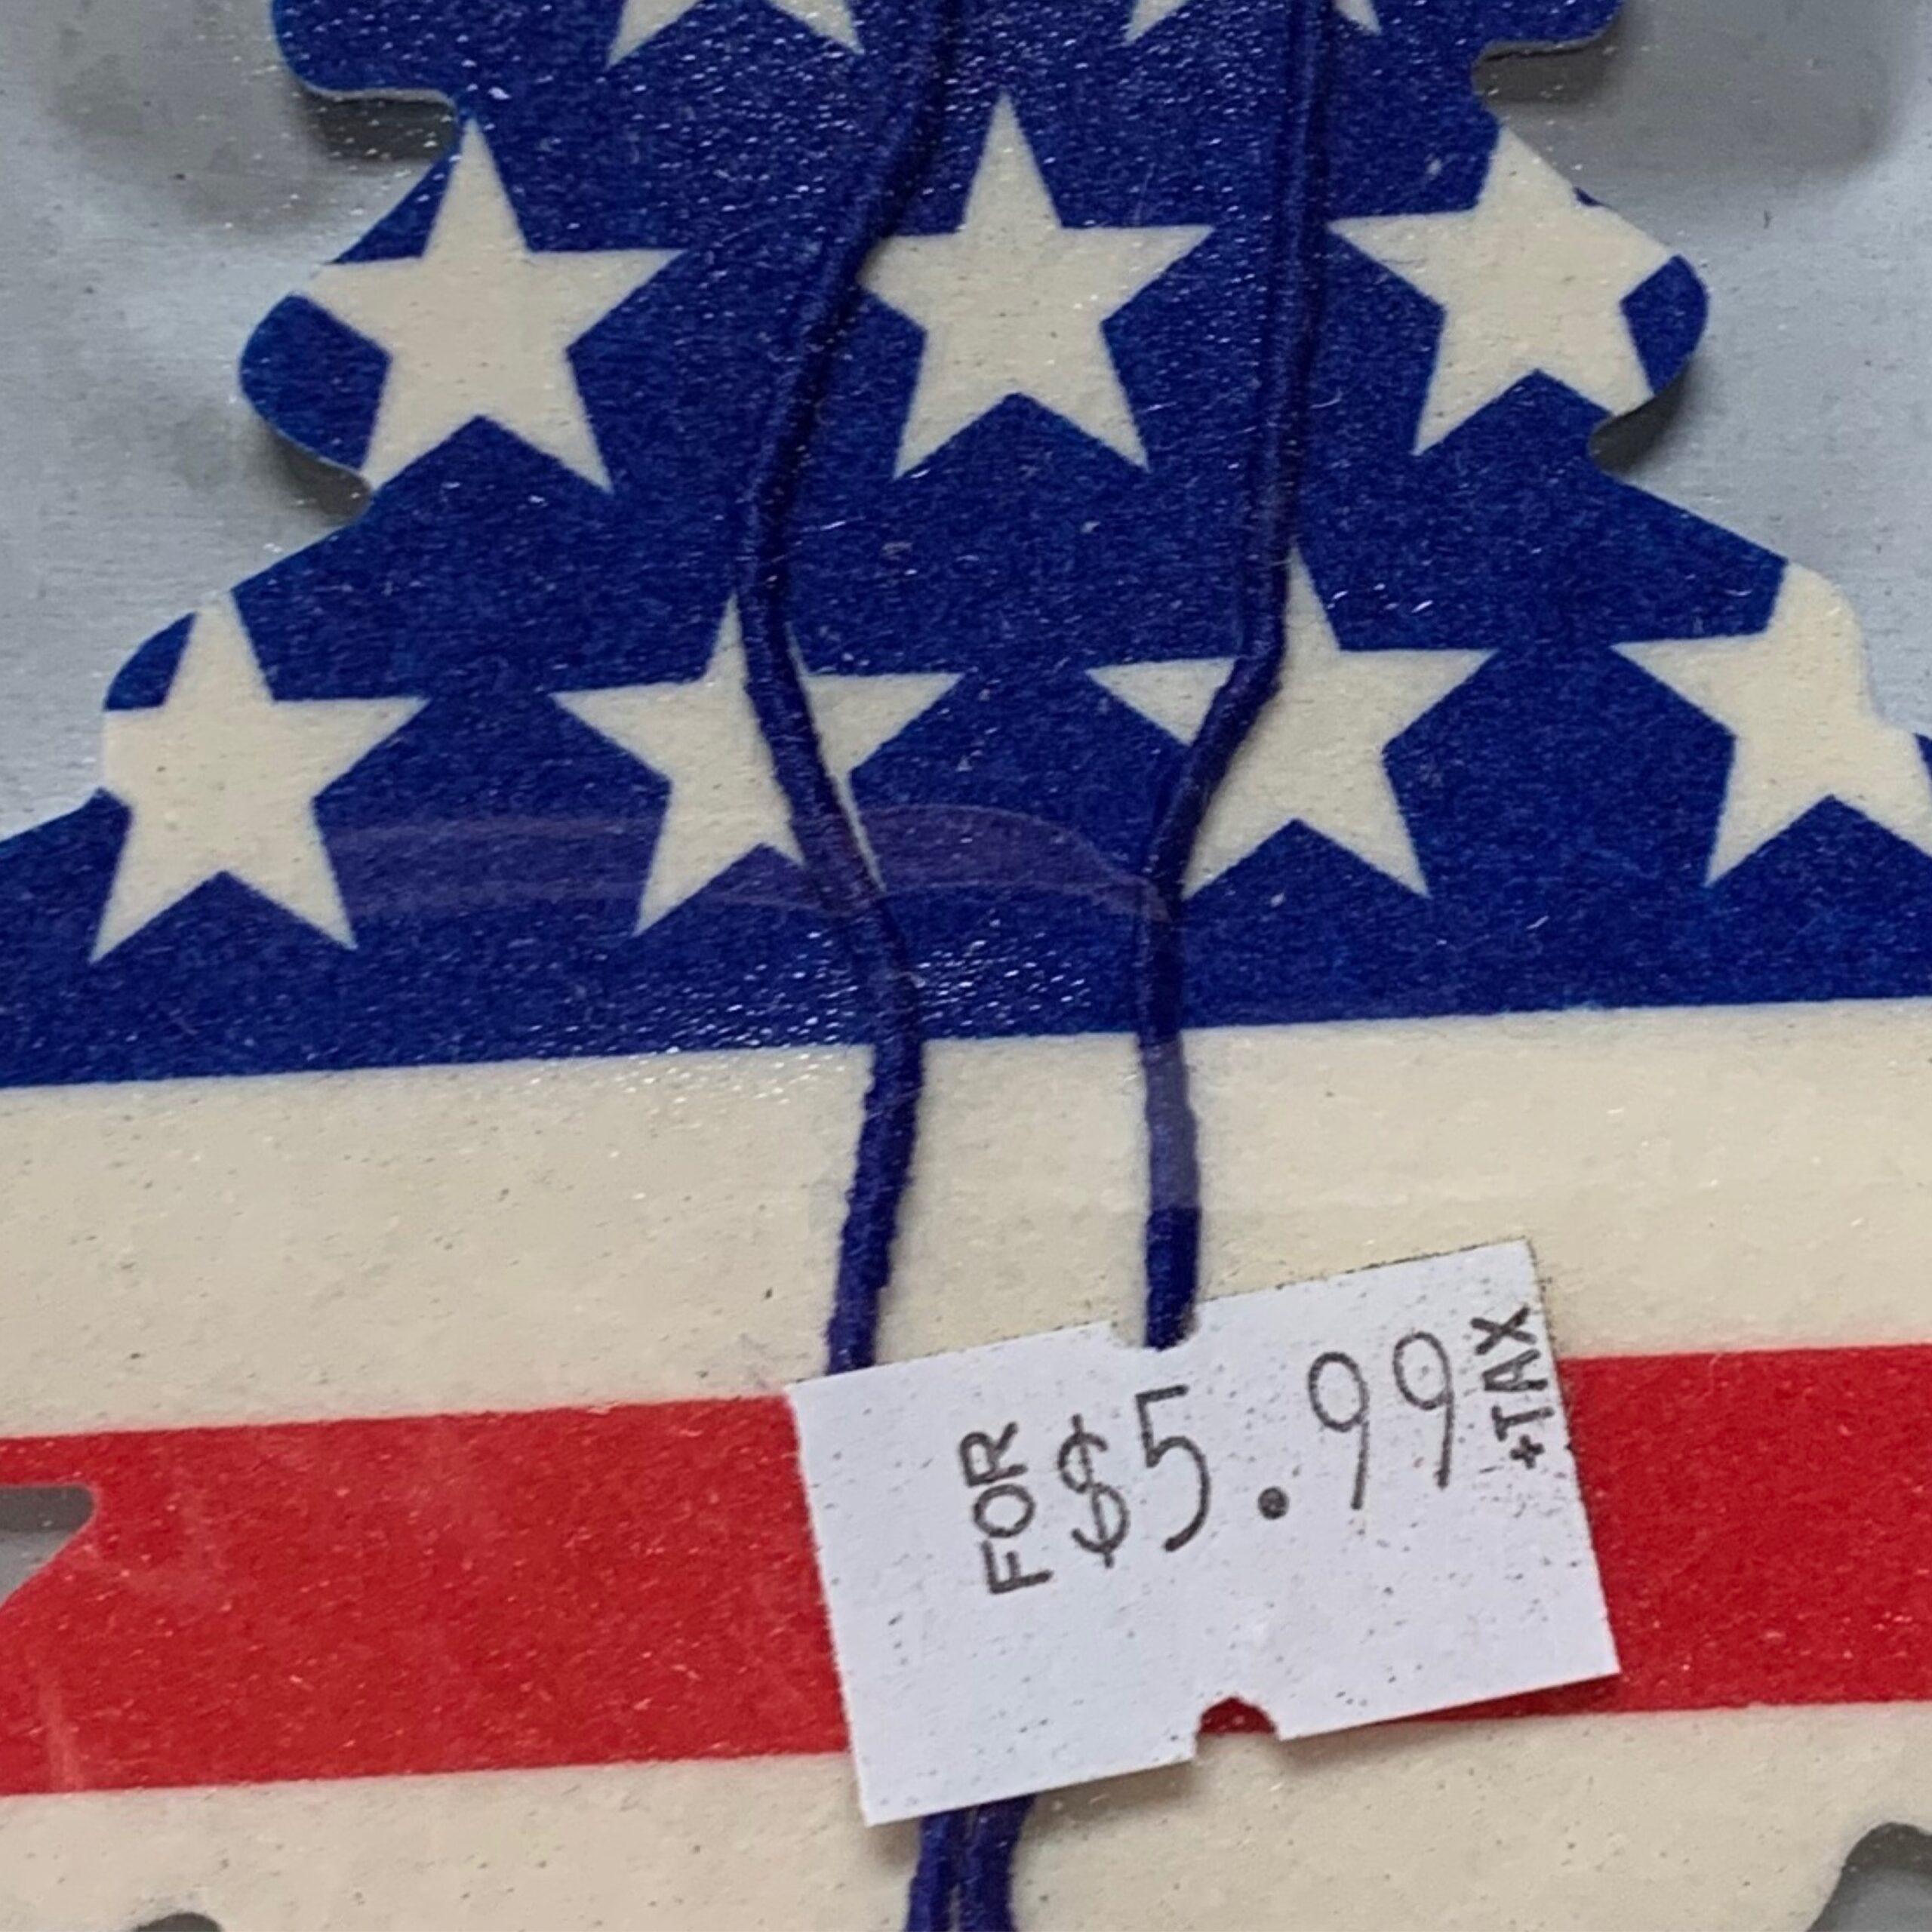 FOR $5.99 +TAX